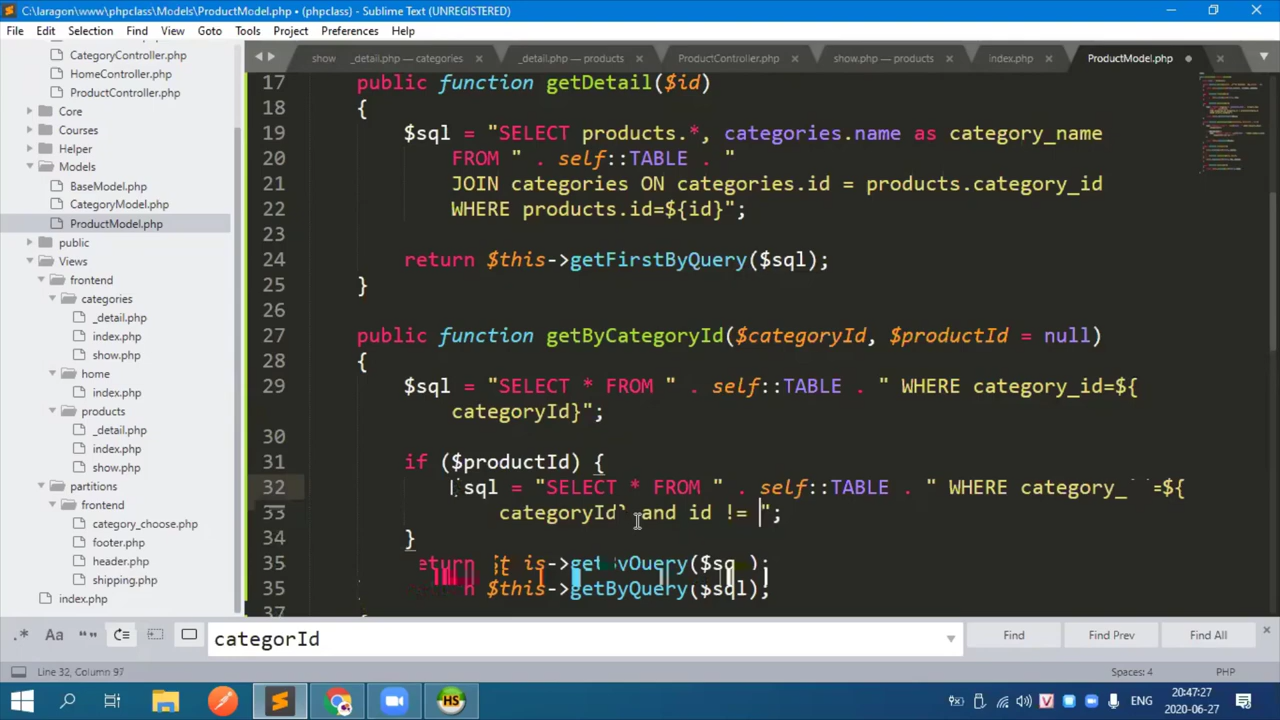 C:\laragon\www\phpclass\Models\ProductModel.php • (phpclass) - Sublime Text (UNREGISTERED)
File Edit Selection Find View Goto Tools Project Preferences Help
CategoryController.php
HomeController.php
ProductController.php
Core
Courses
Helper
Models
BaseModel.php
CategoryModel.php
ProductModel.php
public
Views
frontend
categories
_detail.php
index.php
show.php
home
index.php
products
_detail.php
index.php
show.php
partitions
frontend
category_choose.php
footer.php
header.php
shipping.php
index.php
show _detail.php — categories _detail.php — products ProductController.php show.php — products index.php ProductModel.php
17 public function getDetail($id)
18 {
19 $sql = "SELECT products.*, categories.name as category_name
20 FROM " . self::TABLE . "
21 JOIN categories ON categories.id = products.category_id
22 WHERE products.id=${id}";
23
24 return $this->getFirstByQuery($sql);
25 }
26
27 public function getByCategoryId($categoryId, $productId = null)
28 {
29 $sql = "SELECT * FROM " . self::TABLE . " WHERE category_id=${
categoryId}";
30
31 if ($productId) {
32 sql = "SELECT * FROM " . self::TABLE . " WHERE category_ =${
33 categoryId and id != ";
}
35
35 $this->getByQuery($sql);
37
.* Aa “”
categorId
Find Find Prev Find All
Line 32, Column 97
Spaces: 4 PHP
HS
ENG
20:47:27
2020-06-27